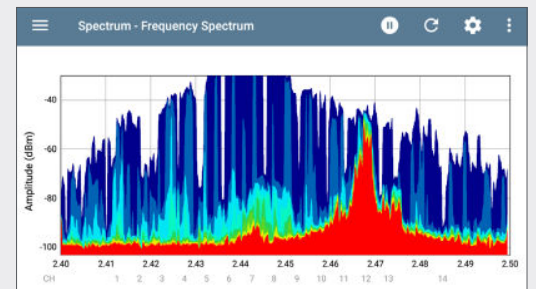 Spectrum - Frequency Spectrum
Amplitude (dBm)
-40
-60
-80
-100
2.40 2.41 2.42 2.43 2.44 2.45 2.46 2.47 2.48 2.49 2.50
CH 1 2 3 4 5 6 7 8 9 10 11 12 13 14